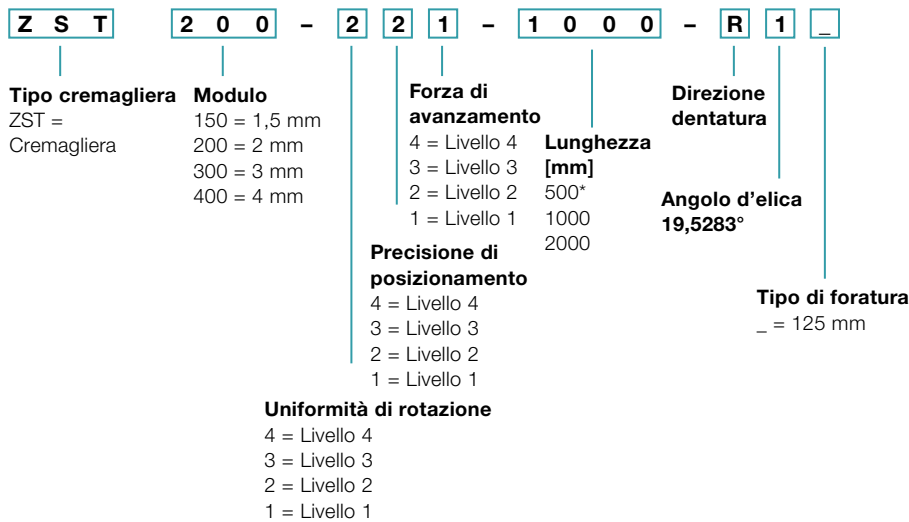 Z S T 2 0 0 – 2 2 1 – 1 0 0 0 – R 1 _
Tipo cremagliera
ZST =
Cremagliera
Modulo
150 = 1,5 mm
200 = 2 mm
300 = 3 mm
400 = 4 mm
Forza di
avanzamento
4 = Livello 4
3 = Livello 3
2 = Livello 2
1 = Livello 1
Lunghezza
[mm]
500*
1000
2000
Direzione
dentatura
Angolo d’elica
19,5283°
Tipo di foratura
_ = 125 mm
Precisione di
posizionamento
4 = Livello 4
3 = Livello 3
2 = Livello 2
1 = Livello 1
Uniformità di rotazione
4 = Livello 4
3 = Livello 3
2 = Livello 2
1 = Livello 1